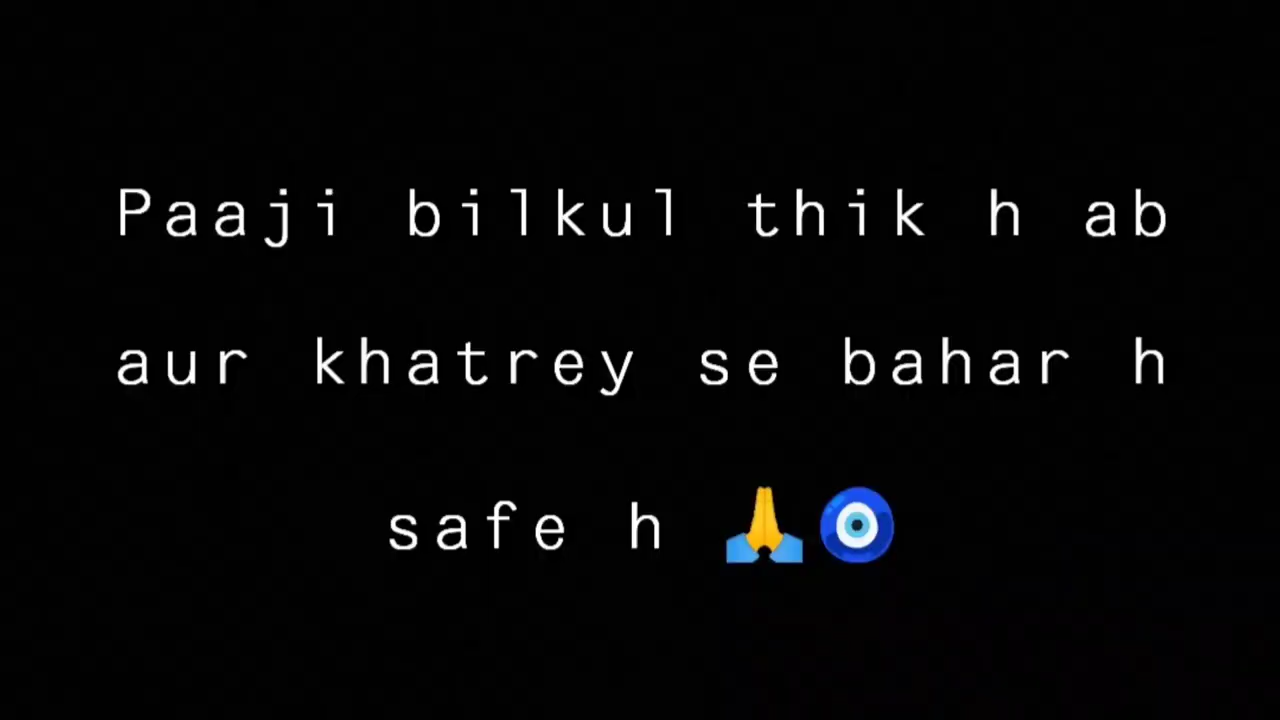 Paaji bilkul thik h ab
aur khatrey se bahar h
safe h 🙏🧿